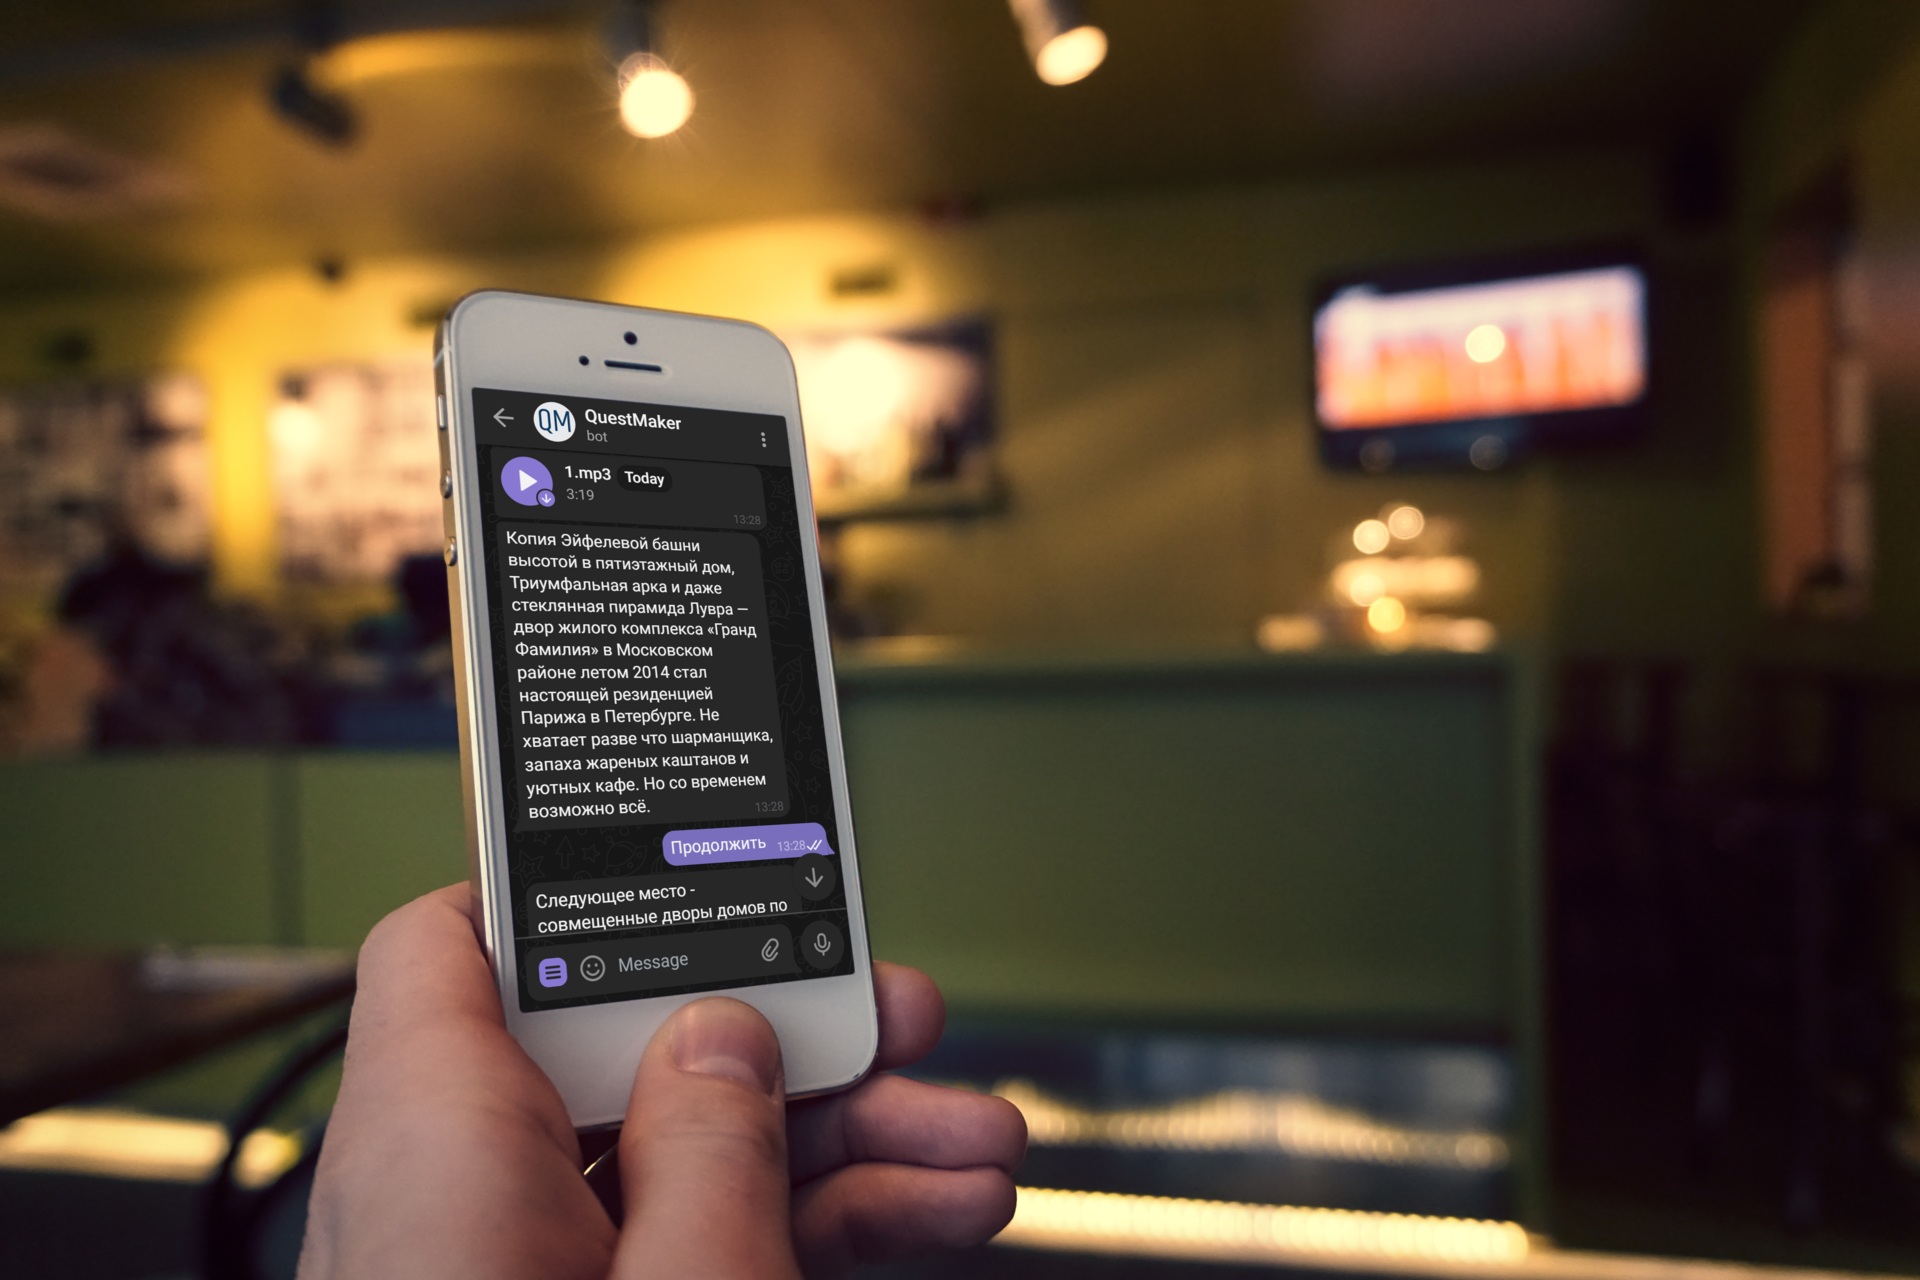 QM
QuestMaker
bot
1.mp3 Today
3:19
13:28
Копия Эйфелевой башни
высотой в пятиэтажный дом,
Триумфальная арка и даже
стеклянная пирамида Лувра —
двор жилого комплекса «Гранд
Фамилия» в Московском
районе летом 2014 стал
настоящей резиденцией
Парижа в Петербурге. Не
хватает разве что шарманщика,
запаха жареных каштанов и
уютных кафе. Но со временем
возможно всё.
13:28
Продолжить 13:28
Следующее место -
совмещенные дворы домов по
Message